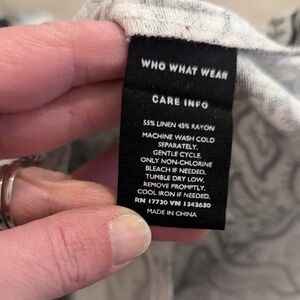 WHO WHAT WEAR
CARE INFO
55% LINEN 45% RAYON
MACHINE WASH COLD
SEPARATELY.
GENTLE CYCLE.
ONLY NON-CHLORINE
BLEACH IF NEEDED.
TUMBLE DRY LOW.
REMOVE PROMPTLY.
COOL IRON IF NEEDED.
RN 17730 VN 1343630
MADE IN CHINA